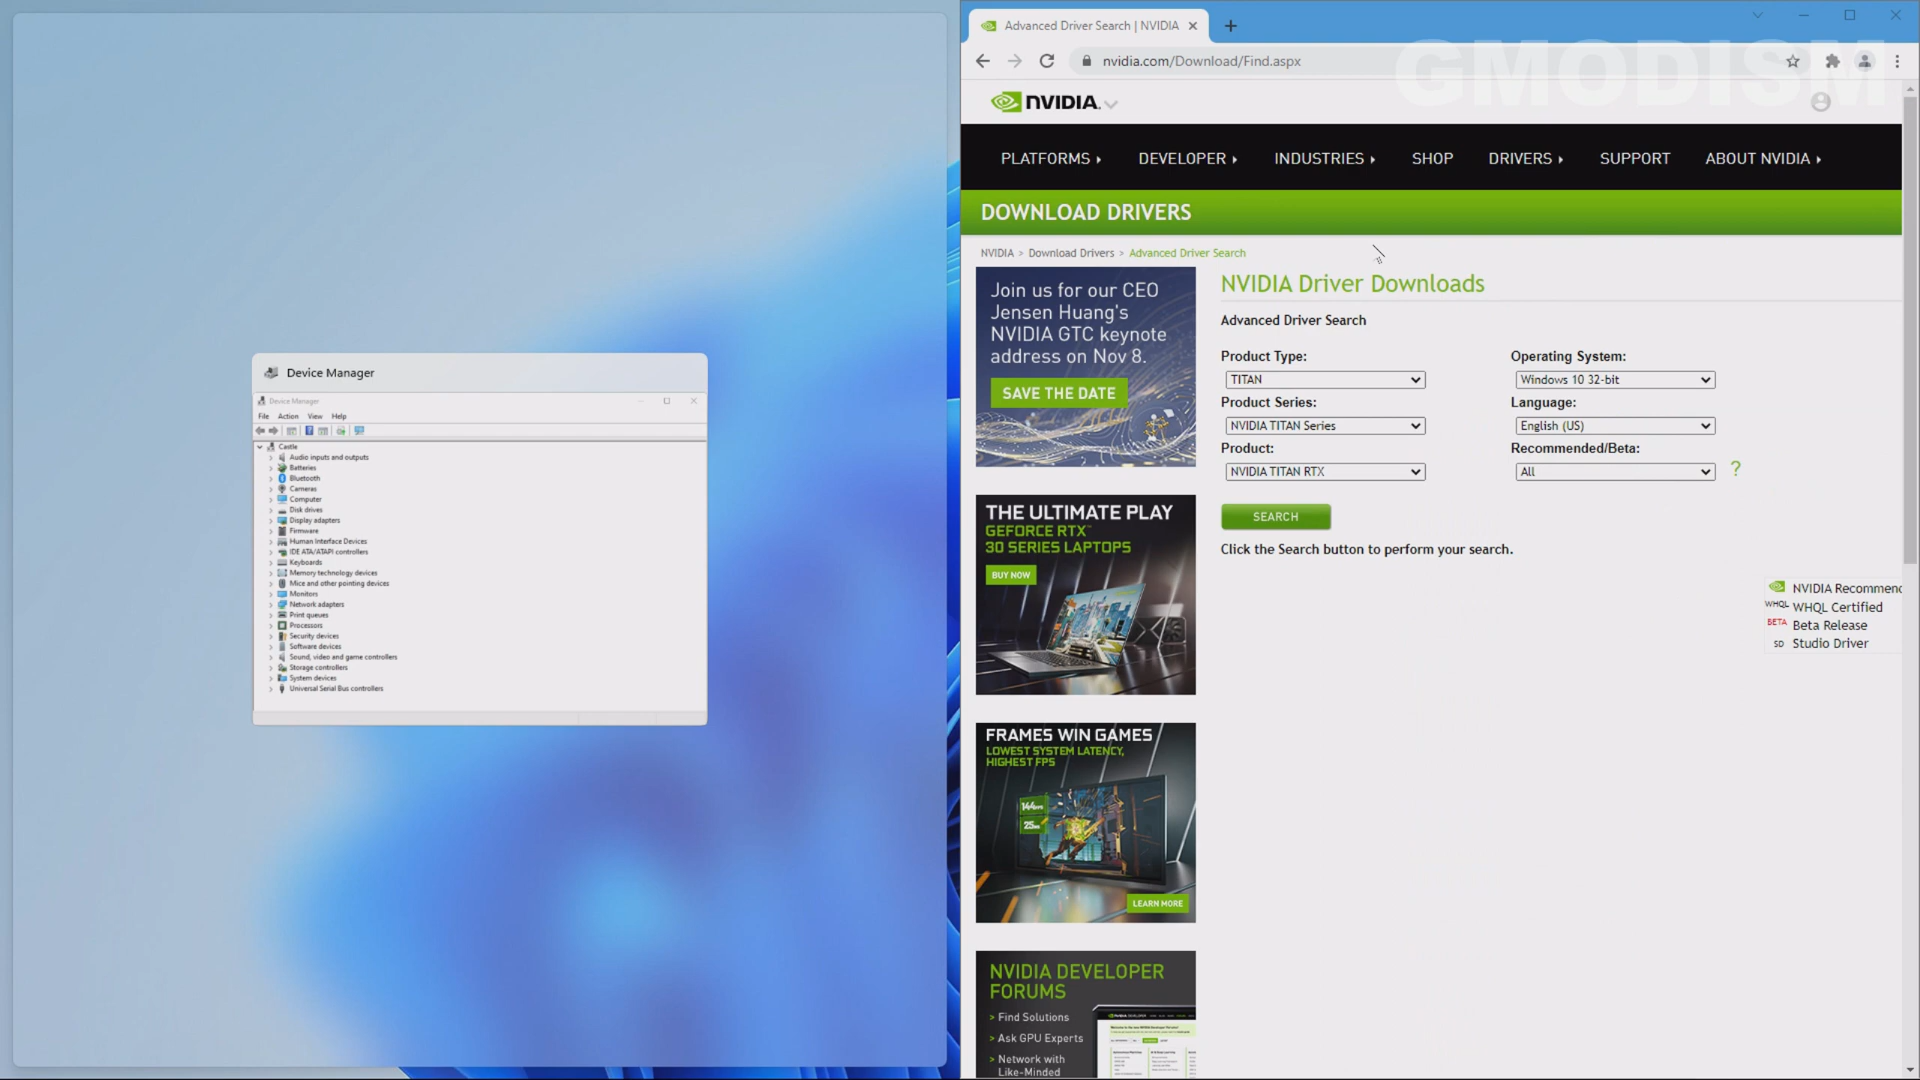 Device Manager
Device Manager
File Action View Help
Castle
Audio inputs and outputs
Batteries
Bluetooth
Cameras
Computer
Disk drives
Display adapters
Firmware
Human Interface Devices
IDE ATA/ATAPI controllers
Keyboards
Memory technology devices
Mice and other pointing devices
Monitors
Network adapters
Print queues
Processors
Security devices
Software devices
Sound, video and game controllers
Storage controllers
System devices
Universal Serial Bus controllers
Advanced Driver Search | NVIDIA
nvidia.com/Download/Find.aspx
GMODISM
NVIDIA.
PLATFORMS DEVELOPER INDUSTRIES SHOP DRIVERS SUPPORT ABOUT NVIDIA
DOWNLOAD DRIVERS
NVIDIA > Download Drivers > Advanced Driver Search
Join us for our CEO
Jensen Huang's
NVIDIA GTC keynote
address on Nov 8.
SAVE THE DATE
THE ULTIMATE PLAY
GEFORCE RTX™
30 SERIES LAPTOPS
BUY NOW
FRAMES WIN GAMES
LOWEST SYSTEM LATENCY,
HIGHEST FPS
LEARN MORE
NVIDIA DEVELOPER
FORUMS
> Find Solutions
> Ask GPU Experts
> Network with
Like-Minded
NVIDIA Driver Downloads
Advanced Driver Search
Product Type: Operating System:
TITAN Windows 10 32-bit
Product Series: Language:
NVIDIA TITAN Series English (US)
Product: Recommended/Beta:
NVIDIA TITAN RTX All ?
SEARCH
Click the Search button to perform your search.
NVIDIA Recommenc
WHQL WHQL Certified
BETA Beta Release
SD Studio Driver